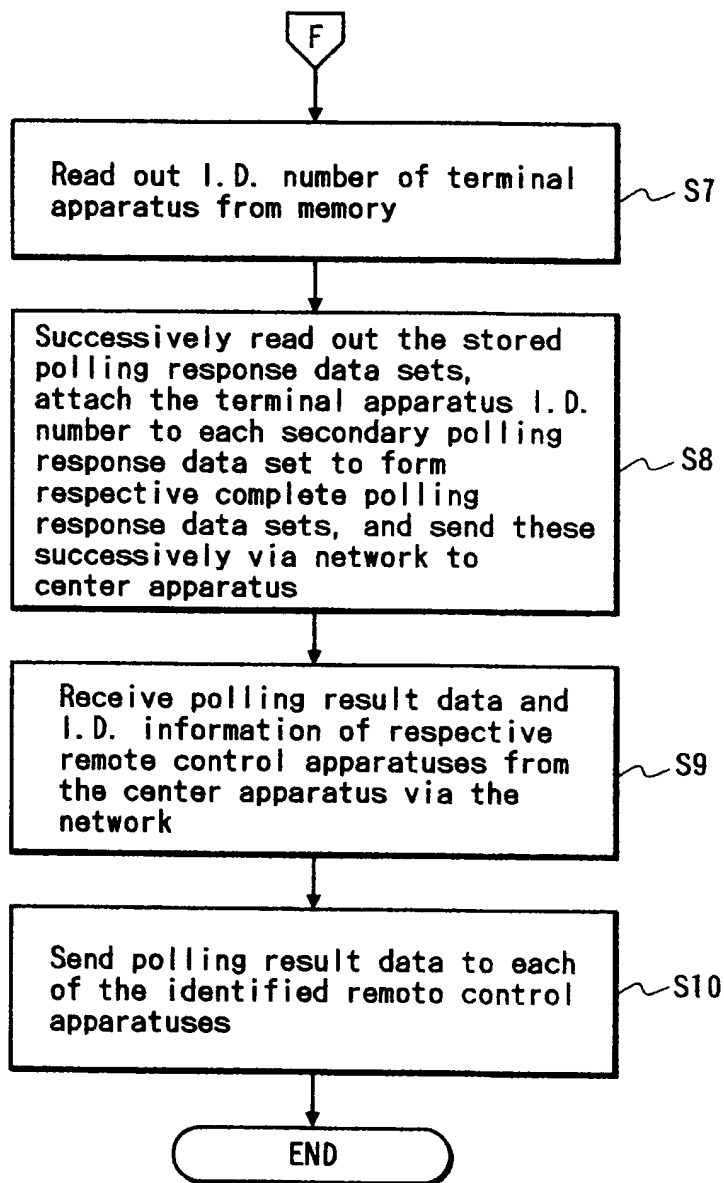 F
Read out I.D. number of terminal
apparatus from memory
S7
Successively read out the stored
polling response data sets,
attach the terminal apparatus I.D.
number to each secondary polling
response data set to form
respective complete polling
response data sets, and send these
successively via network to
center apparatus
S8
Receive polling result data and
I.D. information of respective
remote control apparatuses from
the center apparatus via the
network
S9
Send polling result data to each
of the identified remoto control
apparatuses
S10
END